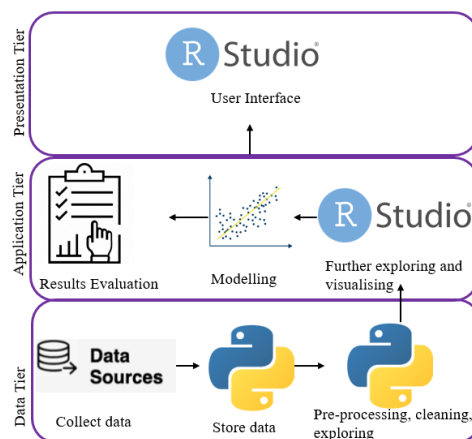 Presentation Tier
R Studio®
User Interface
Application Tier
R Studio®
Results Evaluation
Modelling
Further exploring and
visualising
Data Tier
Data
Sources
Collect data
Store data
Pre-processing, cleaning,
exploring